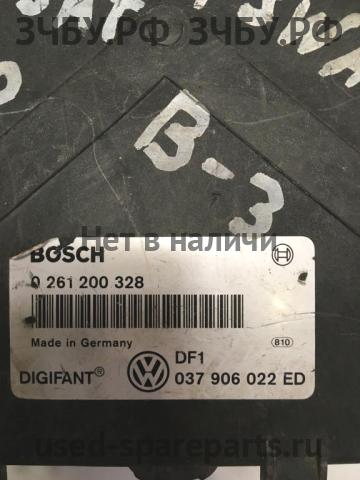 ЗЧБУ.РФ ЗЧБУ.РФ
B-3
Нет в наличии
BOSCH
0 261 200 328
Made in Germany
810
DF1
DIGIFANT® 037 906 022 ED
used-spareparts.ru